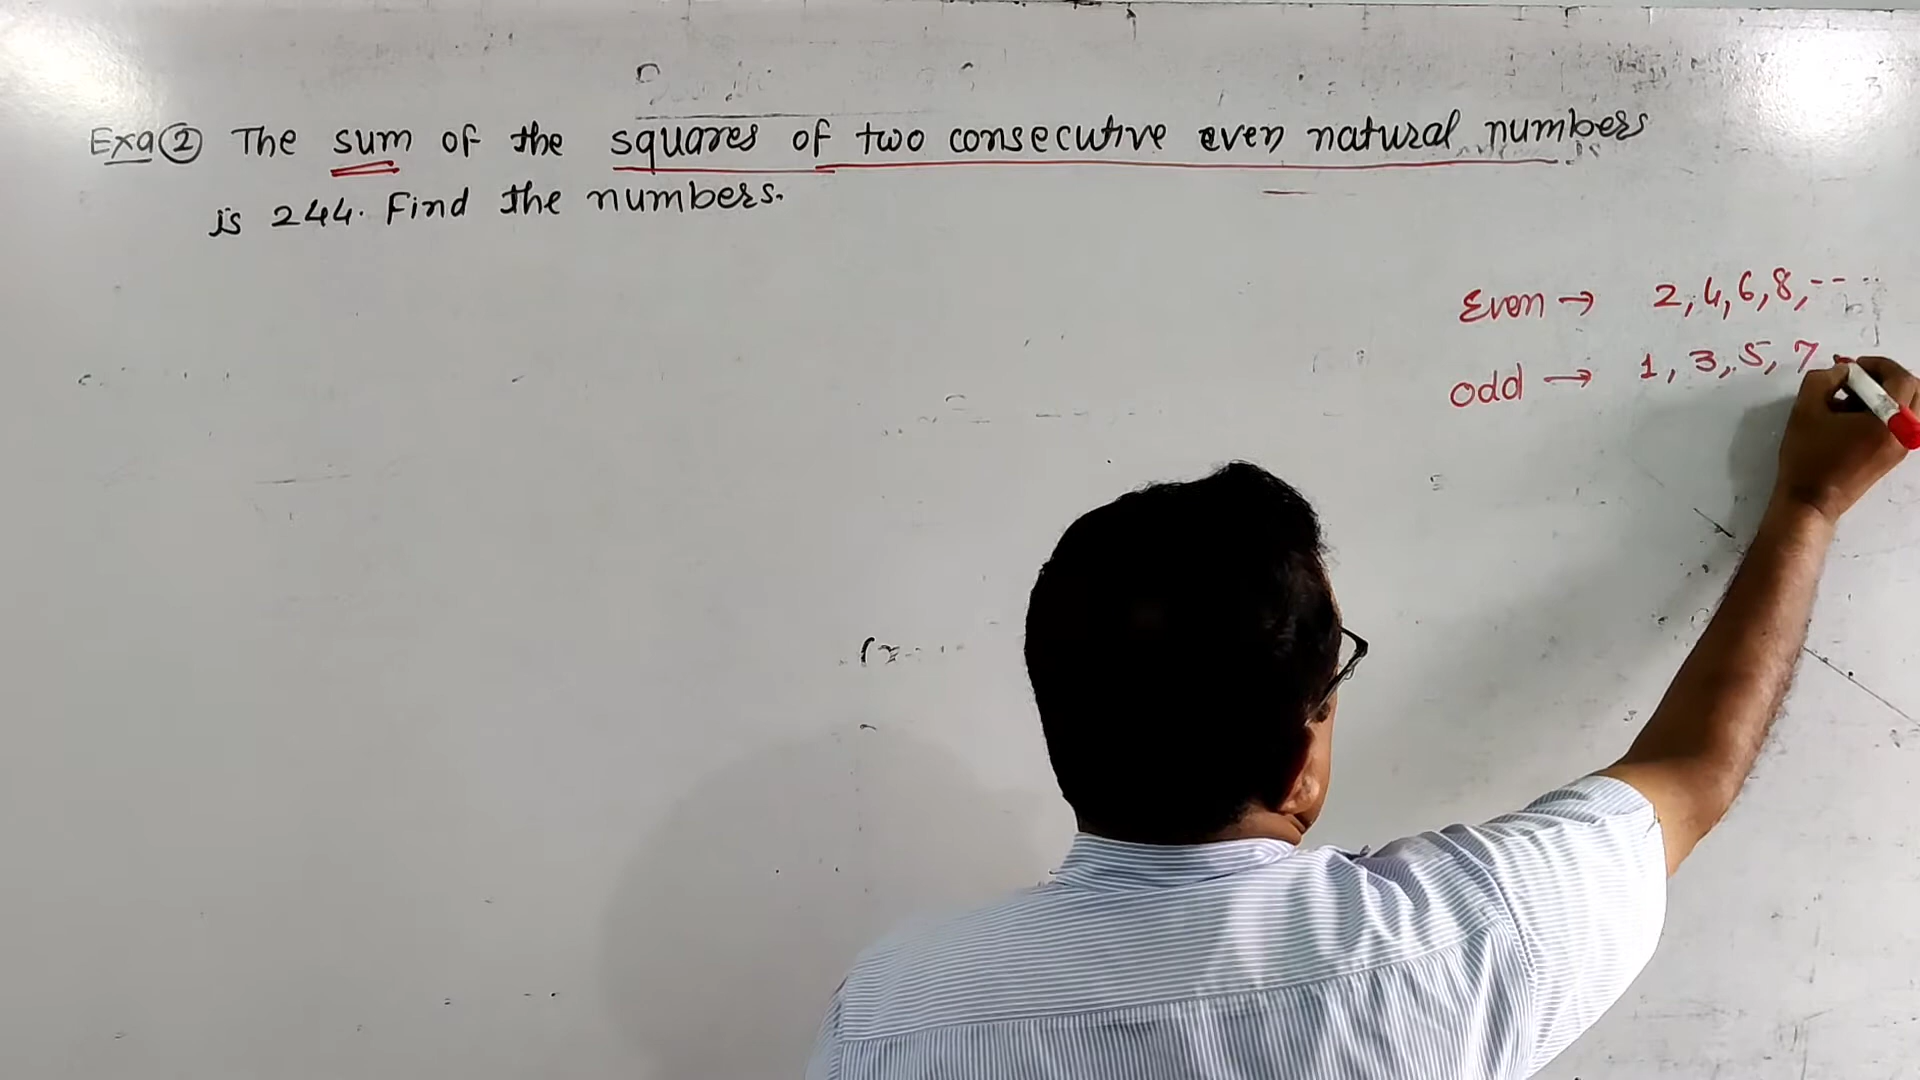 Exa② The sum of the squares of two consecutive even natural numbers
is 244. Find the numbers.
Even → 2, 4, 6, 8, ---
odd → 1, 3, 5, 7